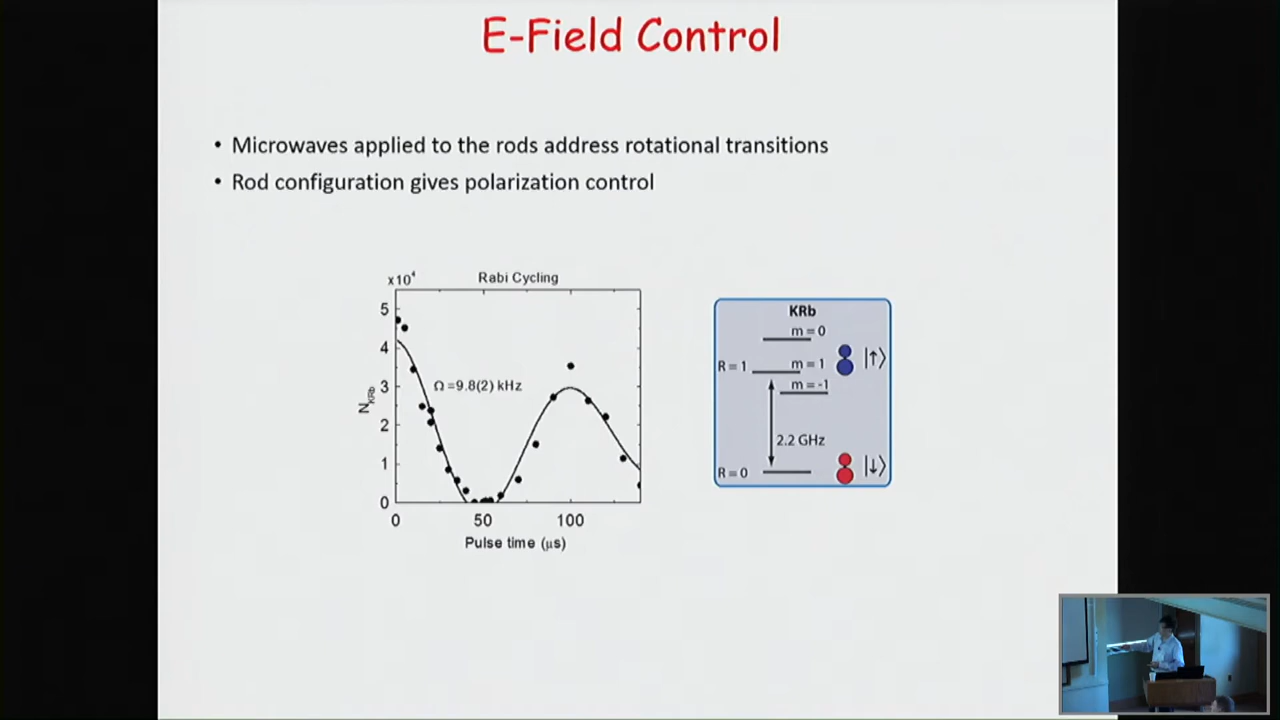 E-Field Control
• Microwaves applied to the rods address rotational transitions
• Rod configuration gives polarization control
x10⁴
Rabi Cycling
5
4
3
2
1
0
N_KRb
Ω =9.8(2) kHz
0
50
100
Pulse time (μs)
KRb
m = 0
R = 1
m = 1
|↑⟩
m = -1
2.2 GHz
R = 0
|↓⟩